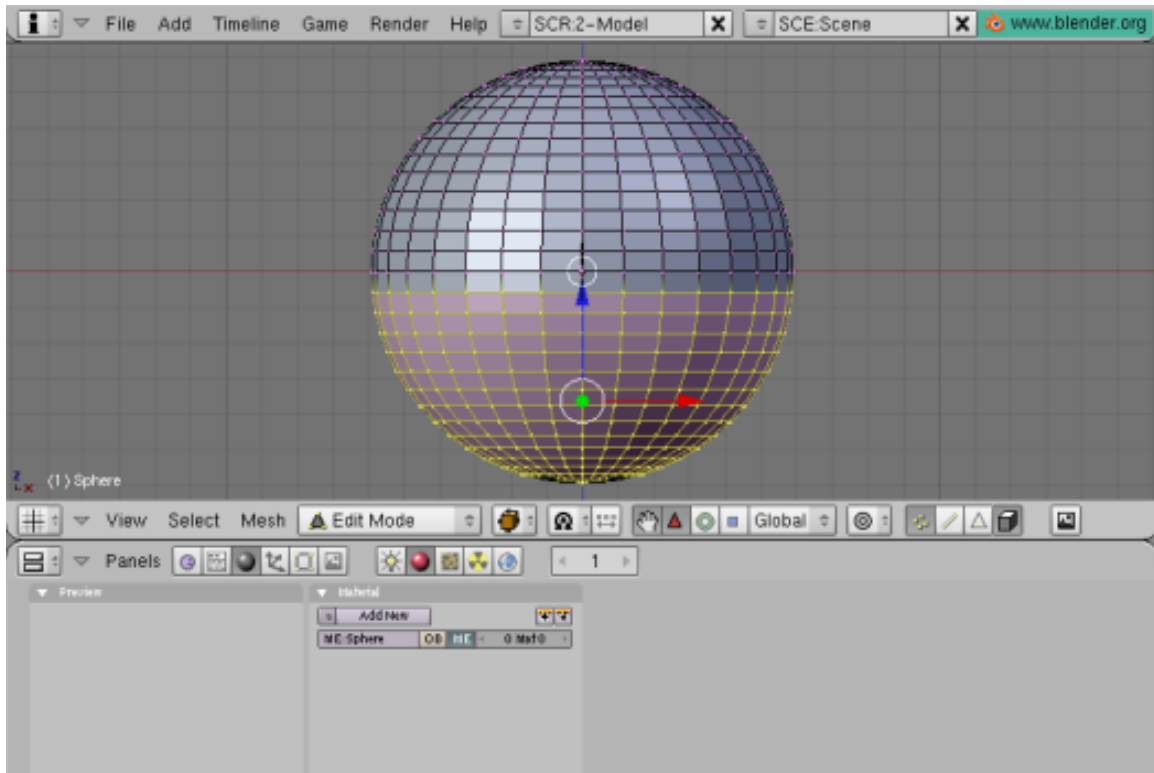 File Add Timeline Game Render Help SCR:2-Model SCE:Scene www.blender.org
z
x (1) Sphere
View Select Mesh Edit Mode Global
Panels 1
Preview Material
Add New
ME:Sphere OB ME 0 Mat 0